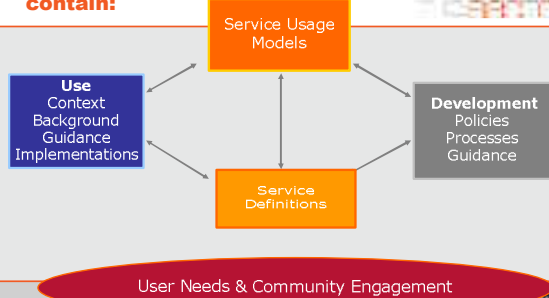 contain:
Service Usage
Models
Use
Context
Background
Guidance
Implementations
Development
Policies
Processes
Guidance
Service
Definitions
User Needs & Community Engagement